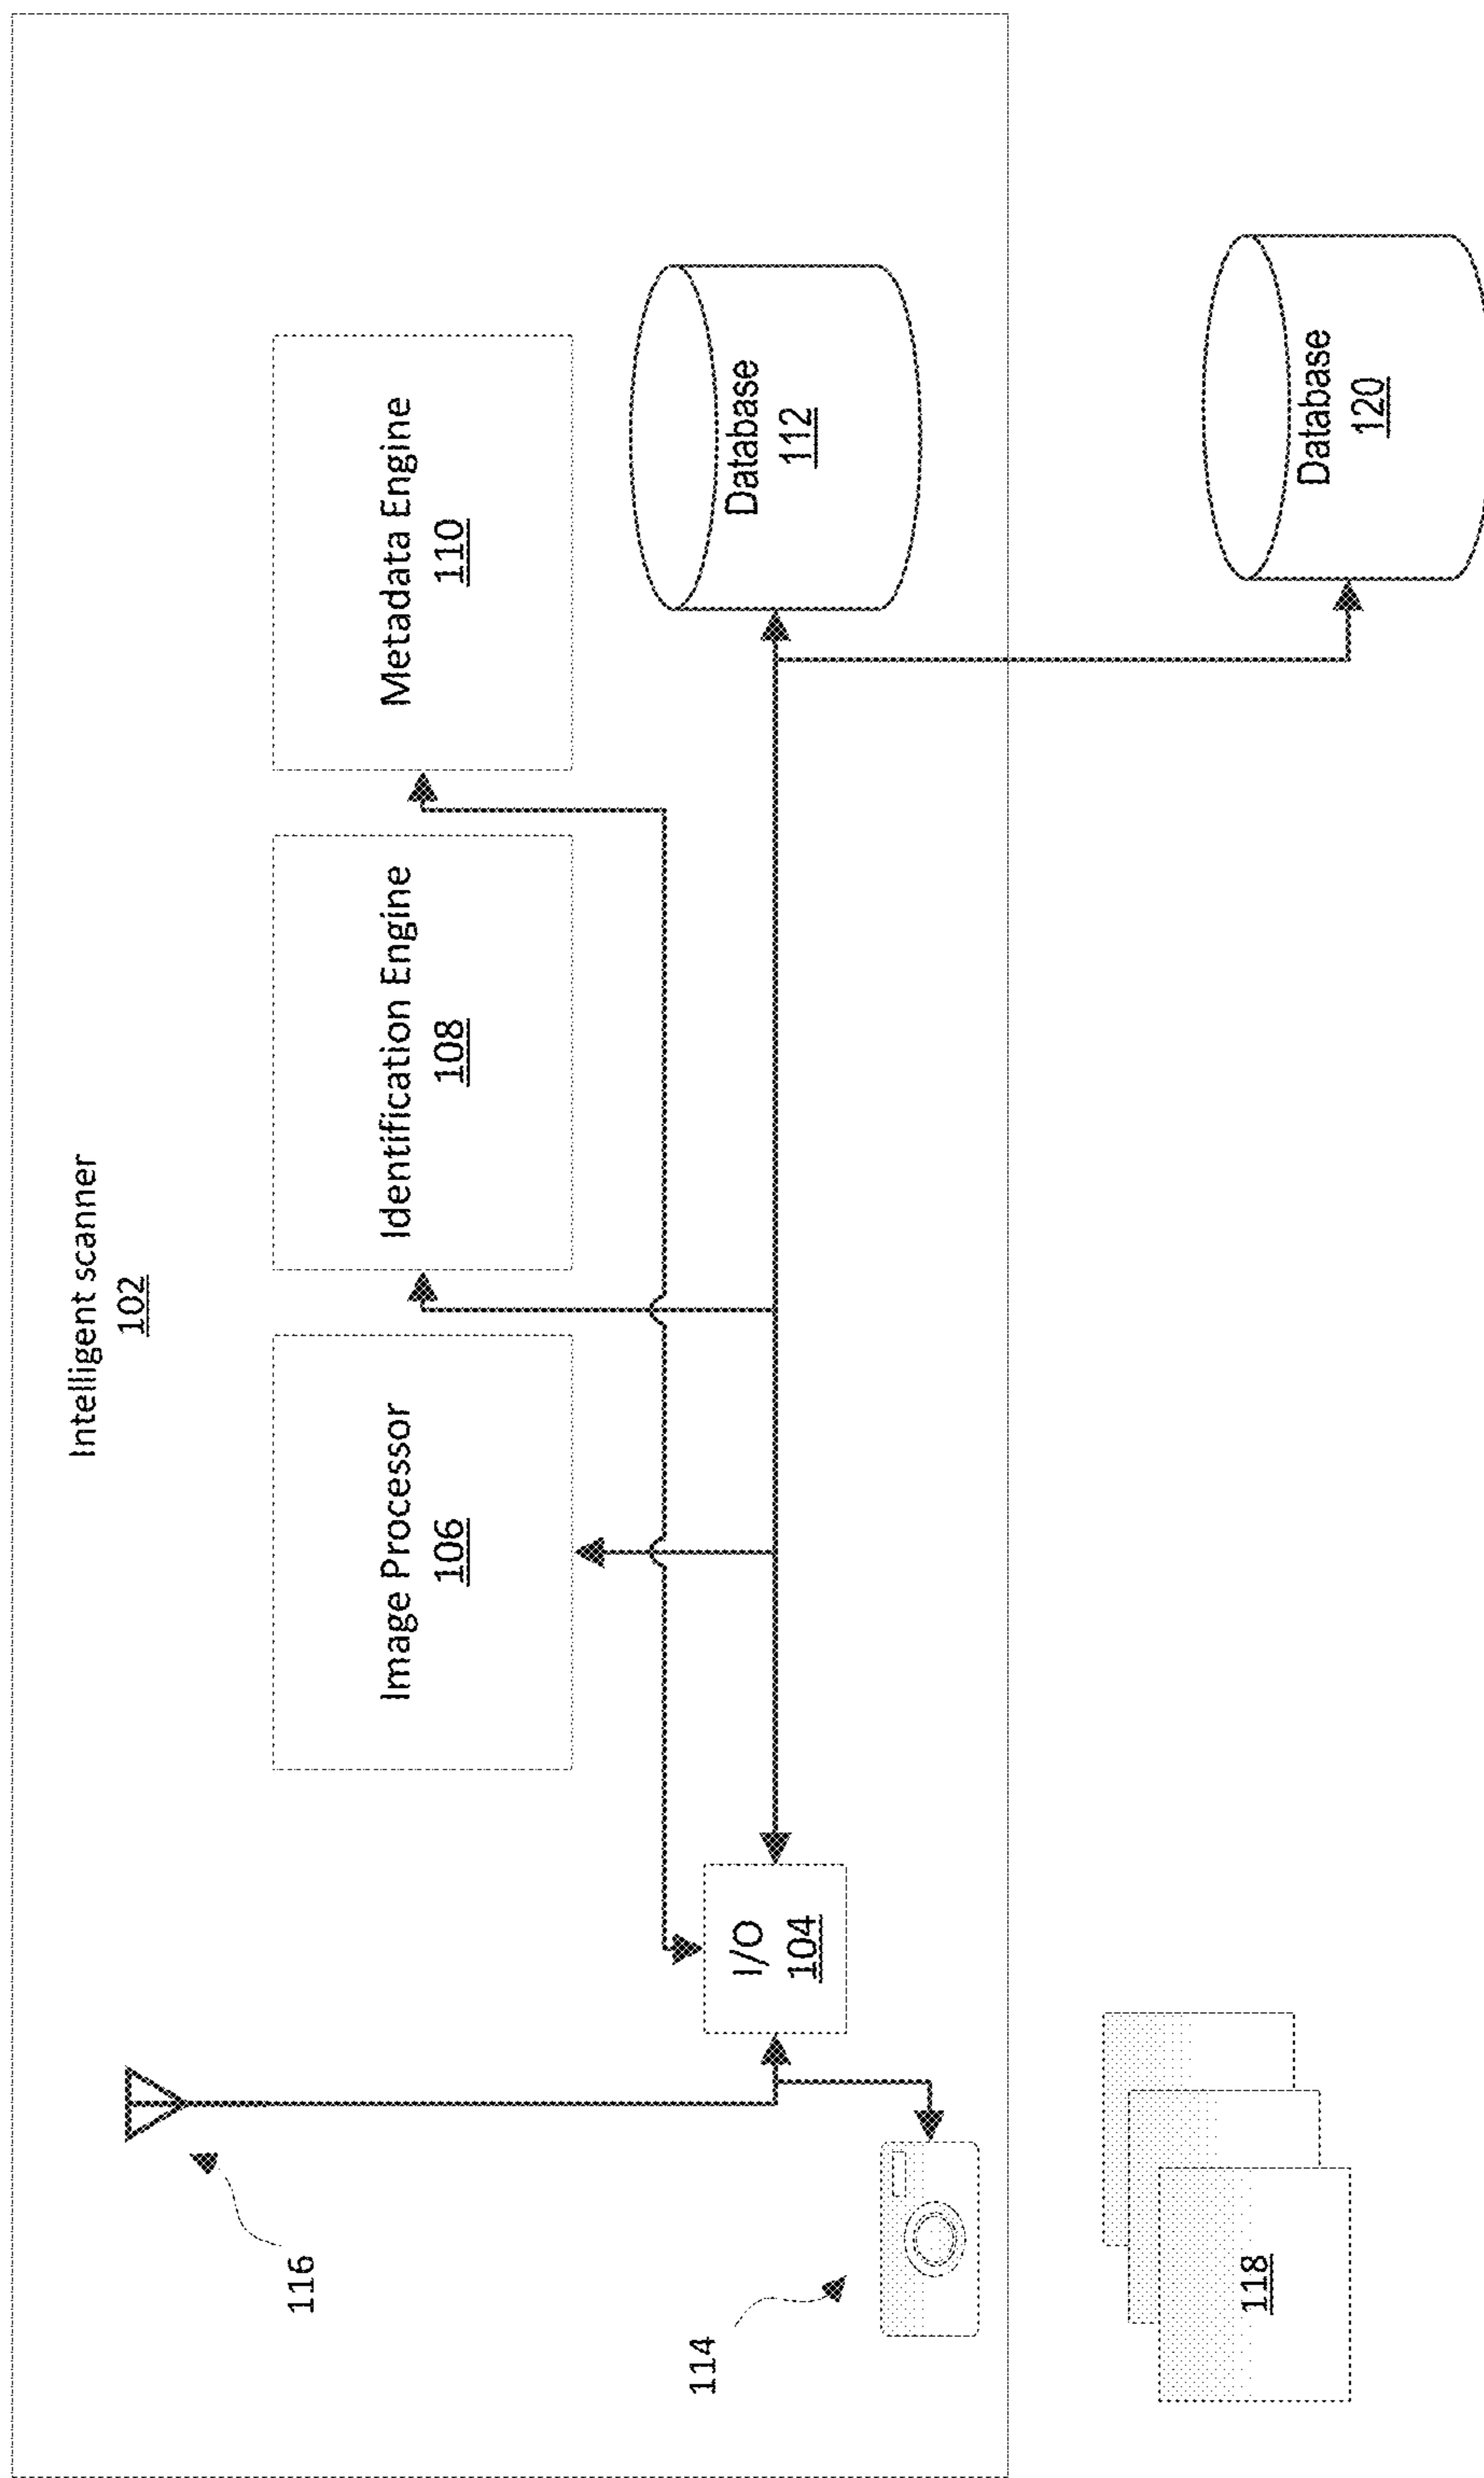 Intelligent scanner
102
116
Image Processor
106
Identification Engine
108
Metadata Engine
110
I/O
104
Database
112
114
118
Database
120